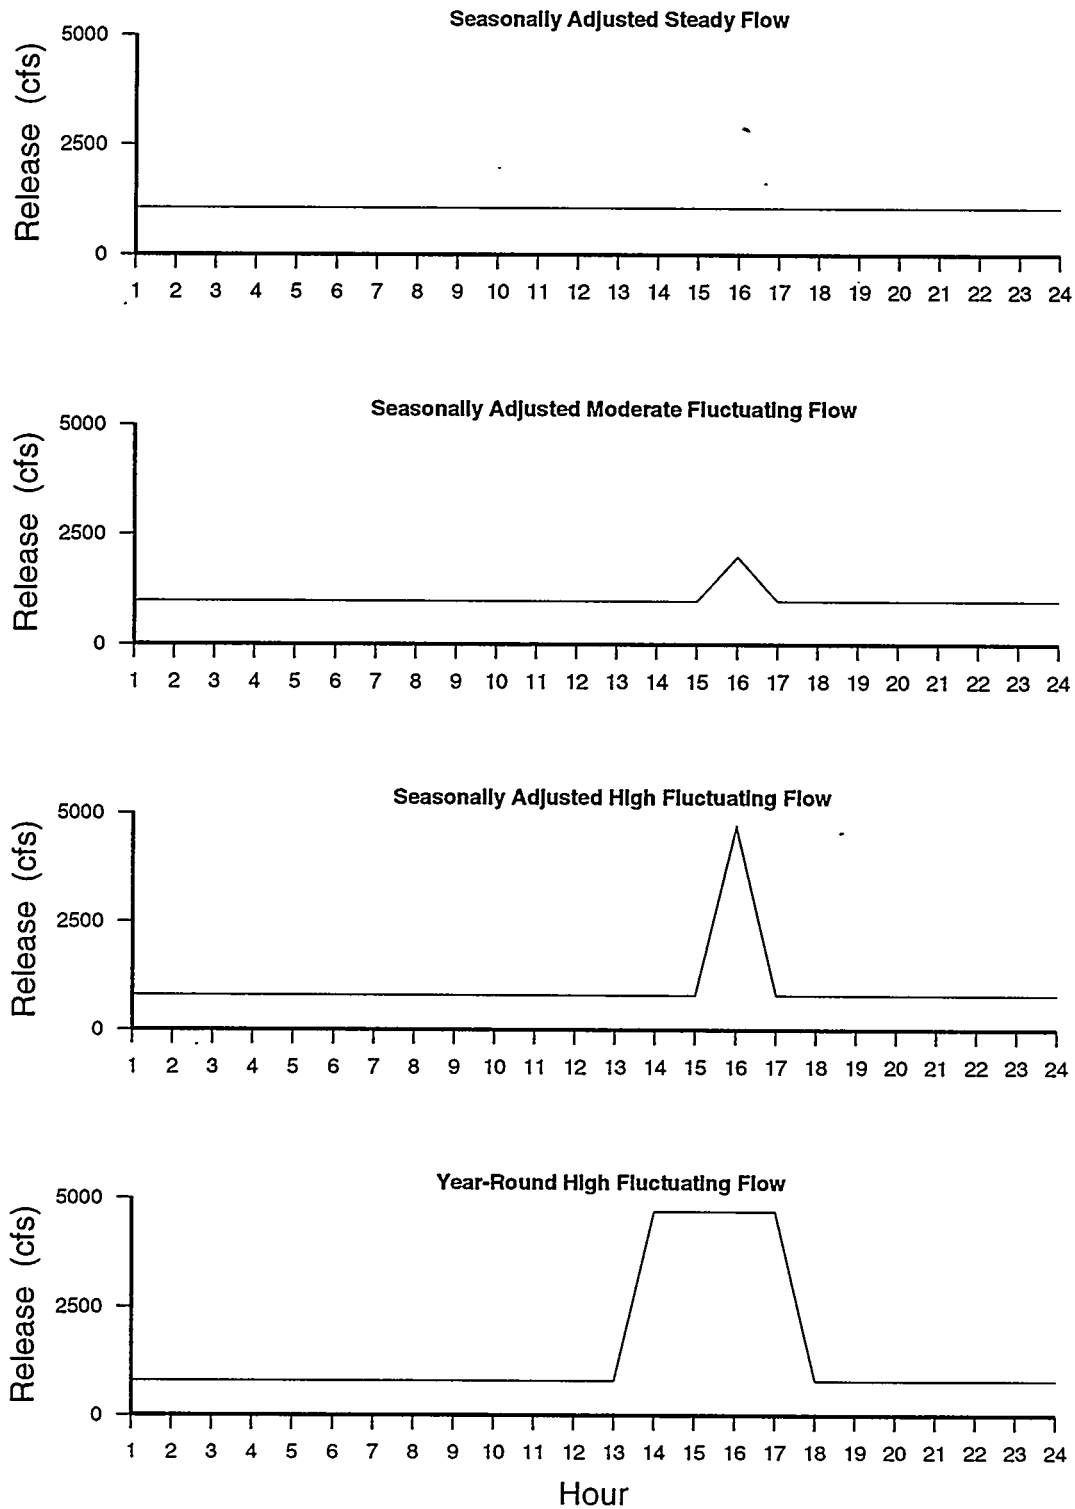 Seasonally Adjusted Steady Flow
Release (cfs)
5000
2500
0
1 2 3 4 5 6 7 8 9 10 11 12 13 14 15 16 17 18 19 20 21 22 23 24
Seasonally Adjusted Moderate Fluctuating Flow
Release (cfs)
5000
2500
0
1 2 3 4 5 6 7 8 9 10 11 12 13 14 15 16 17 18 19 20 21 22 23 24
Seasonally Adjusted High Fluctuating Flow
Release (cfs)
5000
2500
0
1 2 3 4 5 6 7 8 9 10 11 12 13 14 15 16 17 18 19 20 21 22 23 24
Year-Round High Fluctuating Flow
Release (cfs)
5000
2500
0
1 2 3 4 5 6 7 8 9 10 11 12 13 14 15 16 17 18 19 20 21 22 23 24
Hour